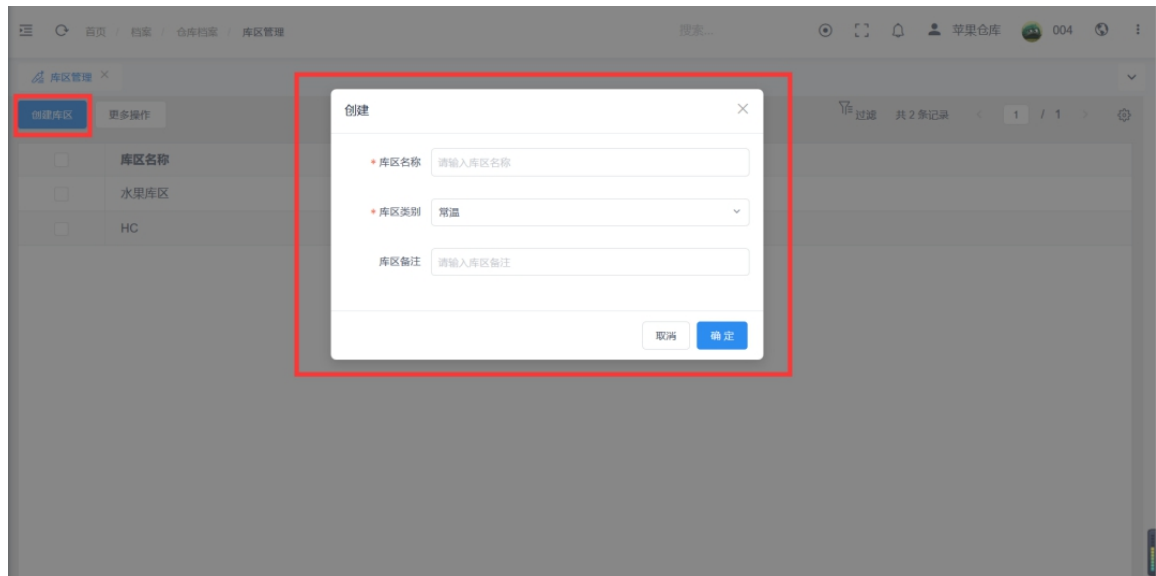 首页 / 档案 / 仓库档案 / 库区管理 搜索... 苹果仓库 004
库区管理
创建库区 更多操作 过滤 共 2 条记录 1 / 1
创建
库区名称
水果库区
HC
* 库区名称 请输入库区名称
* 库区类别 常温
库区备注 请输入库区备注
取消 确定